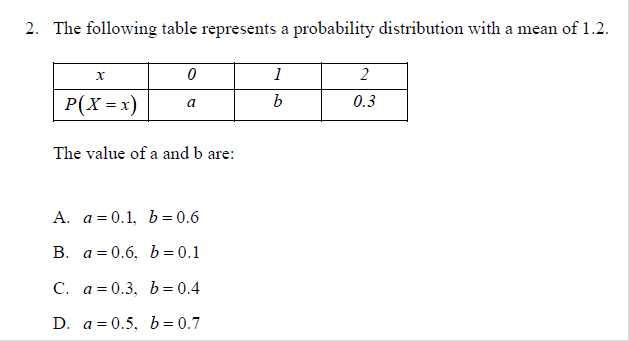 2. The following table represents a probability distribution with a mean of 1.2.
x 0 1 2
P(X = x) a b 0.3
The value of a and b are:
A. a = 0.1, b = 0.6
B. a = 0.6, b = 0.1
C. a = 0.3, b = 0.4
D. a = 0.5, b = 0.7